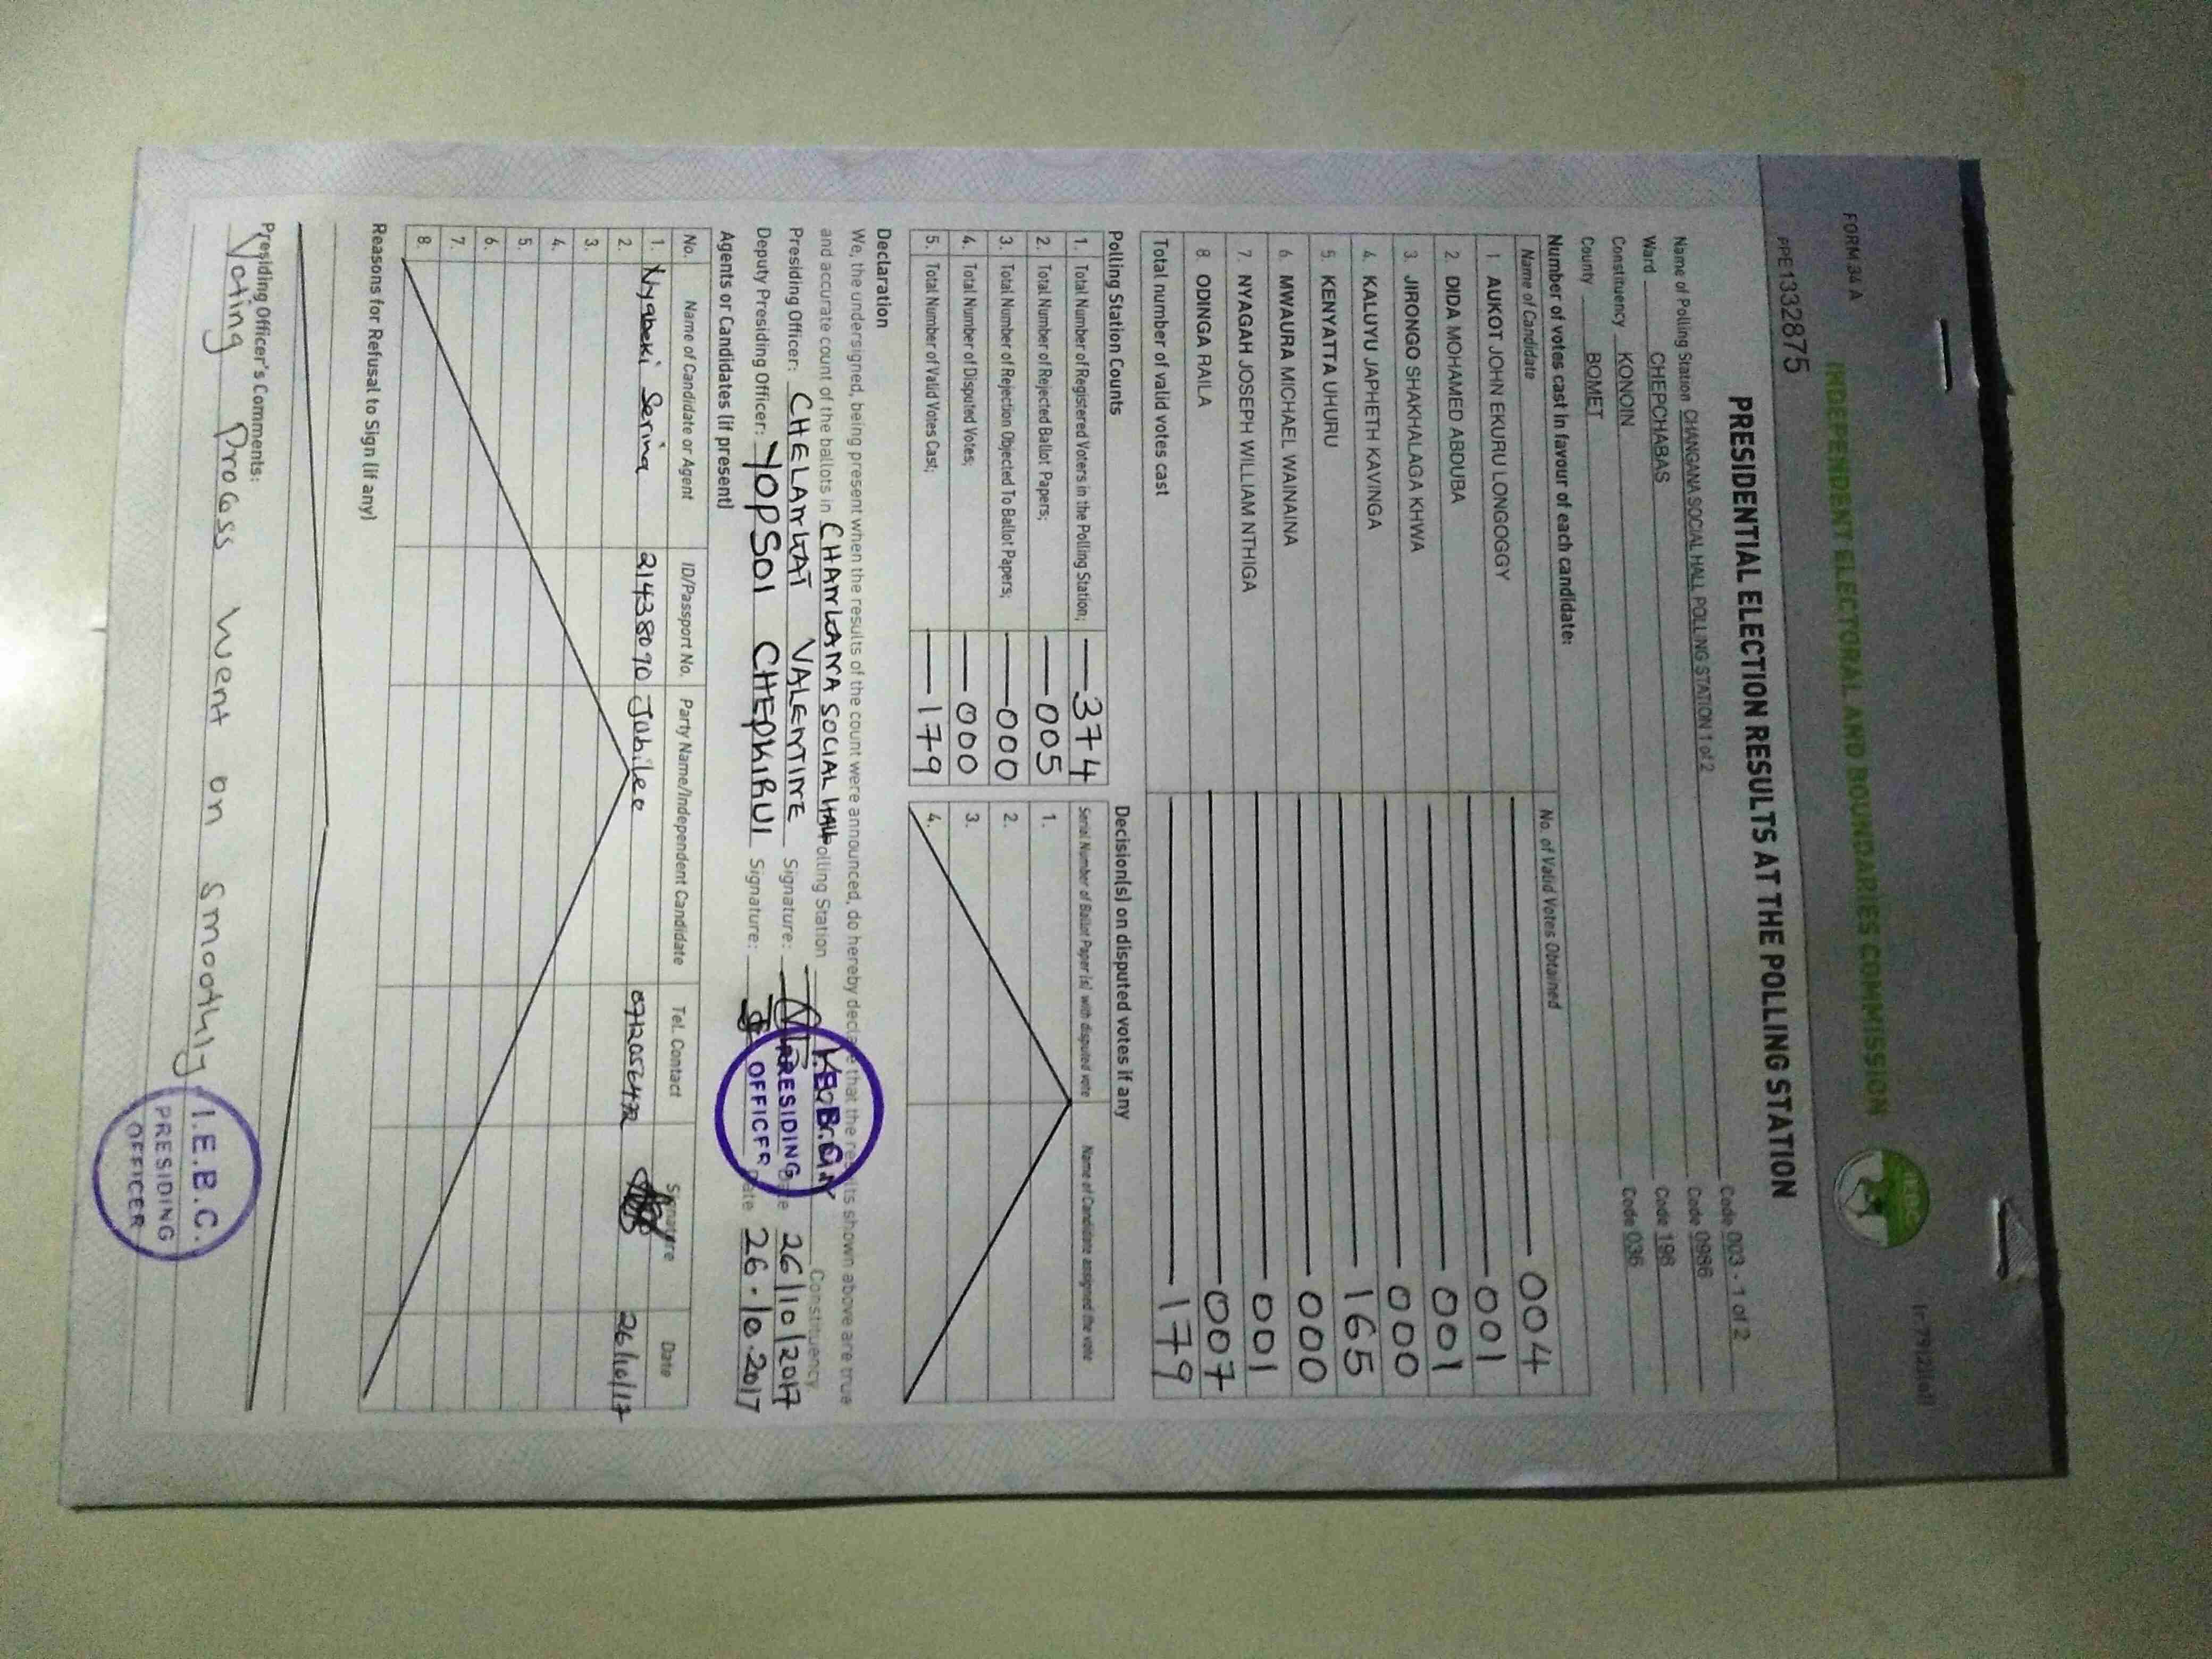 FORM 34 A
INDEPENDENT ELECTORAL AND BOUNDARIES COMMISSION
PPE1332875
PRESIDENTIAL ELECTION RESULTS AT THE POLLING STATION
Name of Polling Station CHANGANA SOCIAL HALL POLLING STATION 1 of 2 Code 003 - 1 of 2
Ward CHEPCHABAS Code 0986
Constituency KONOIN Code 198
County BOMET Code 036
Number of votes cast in favour of each candidate:
Name of Candidate No. of Valid Votes Obtained
1. AUKOT JOHN EKURU LONGOGGY 004
2. DIDA MOHAMED ABDUBA 001
3. JIRONGO SHAKHALAGA KHWA 001
4. KALUYU JAPHETH KAVINGA 000
5. KENYATTA UHURU 165
6. MWAURA MICHAEL WAINAINA 000
7. NYAGAH JOSEPH WILLIAM NTHIGA 001
8. ODINGA RAILA 007
Total number of valid votes cast 179
Polling Station Counts
1. Total Number of Registered Voters in the Polling Station; 374
2. Total Number of Rejected Ballot Papers; 005
3. Total Number of Rejection Objected To Ballot Papers; 000
4. Total Number of Disputed Votes; 000
5. Total Number of Valid Votes Cast; 179
Decision(s) on disputed votes if any
Serial Number of Ballot Paper (s) with disputed vote Name of Candidate assigned the vote
1.
2.
3.
4.
Declaration
We, the undersigned, being present when the results of the count were announced, do hereby declare that the results shown above are true
and accurate count of the ballots in SOCIAL HALL Polling Station Constituency
Presiding Officer: VALENTINE Signature: Date 26/10/2017
Deputy Presiding Officer: YOPSOI CHEPKIRUI Signature: Date 26.10.2017
I.E.B.C.
PRESIDING
OFFICER
Agents or Candidates (if present)
No. Name of Candidate or Agent ID/Passport No. Party Name/Independent Candidate Tel. Contact Signature Date
1. Nyabeki Serina 21438090 Jubilee 26/10/17
2.
3.
4.
5.
6.
7.
8.
Reasons for Refusal to Sign (if any)
Presiding Officer's Comments:
Voting Process went on smoothly
I.E.B.C.
PRESIDING
OFFICER